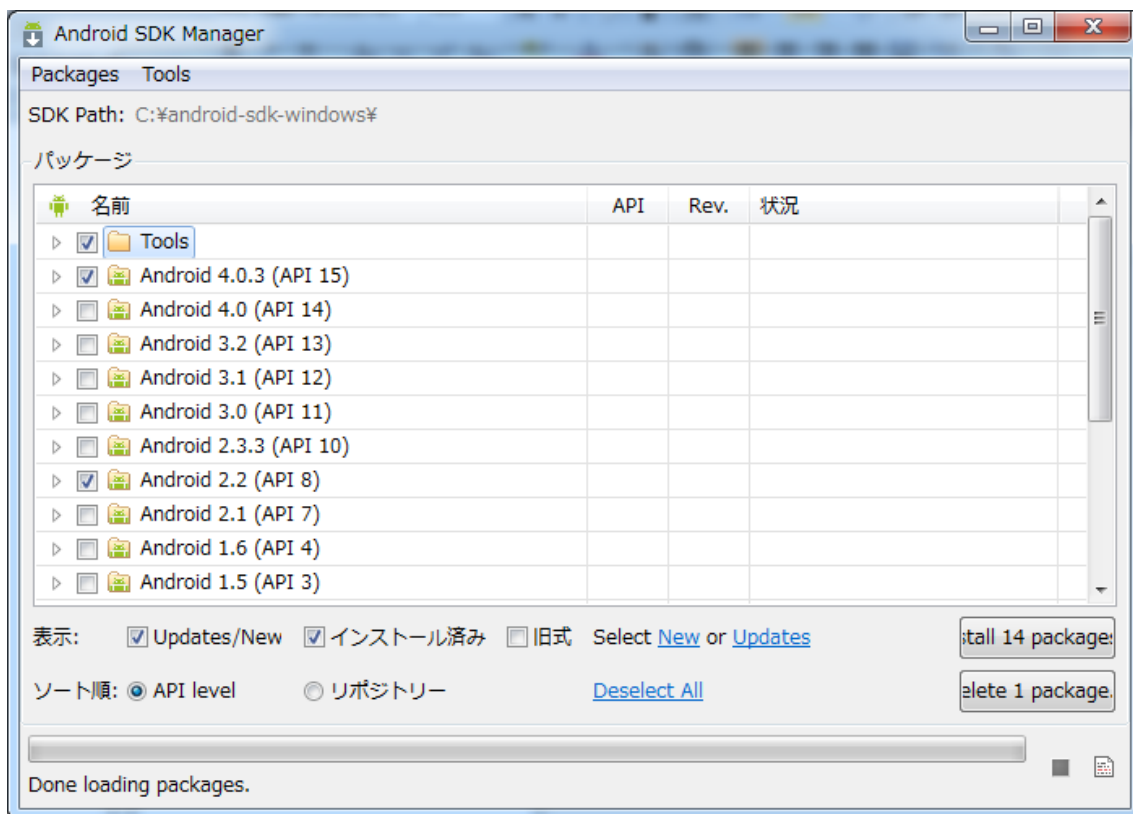 Android SDK Manager
Packages Tools
SDK Path: C:¥android-sdk-windows¥
パッケージ
名前 API Rev. 状況
Tools
Android 4.0.3 (API 15)
Android 4.0 (API 14)
Android 3.2 (API 13)
Android 3.1 (API 12)
Android 3.0 (API 11)
Android 2.3.3 (API 10)
Android 2.2 (API 8)
Android 2.1 (API 7)
Android 1.6 (API 4)
Android 1.5 (API 3)
表示: Updates/New インストール済み 旧式 Select New or Updates stall 14 packages
ソート順: API level リポジトリー Deselect All elete 1 package.
Done loading packages.